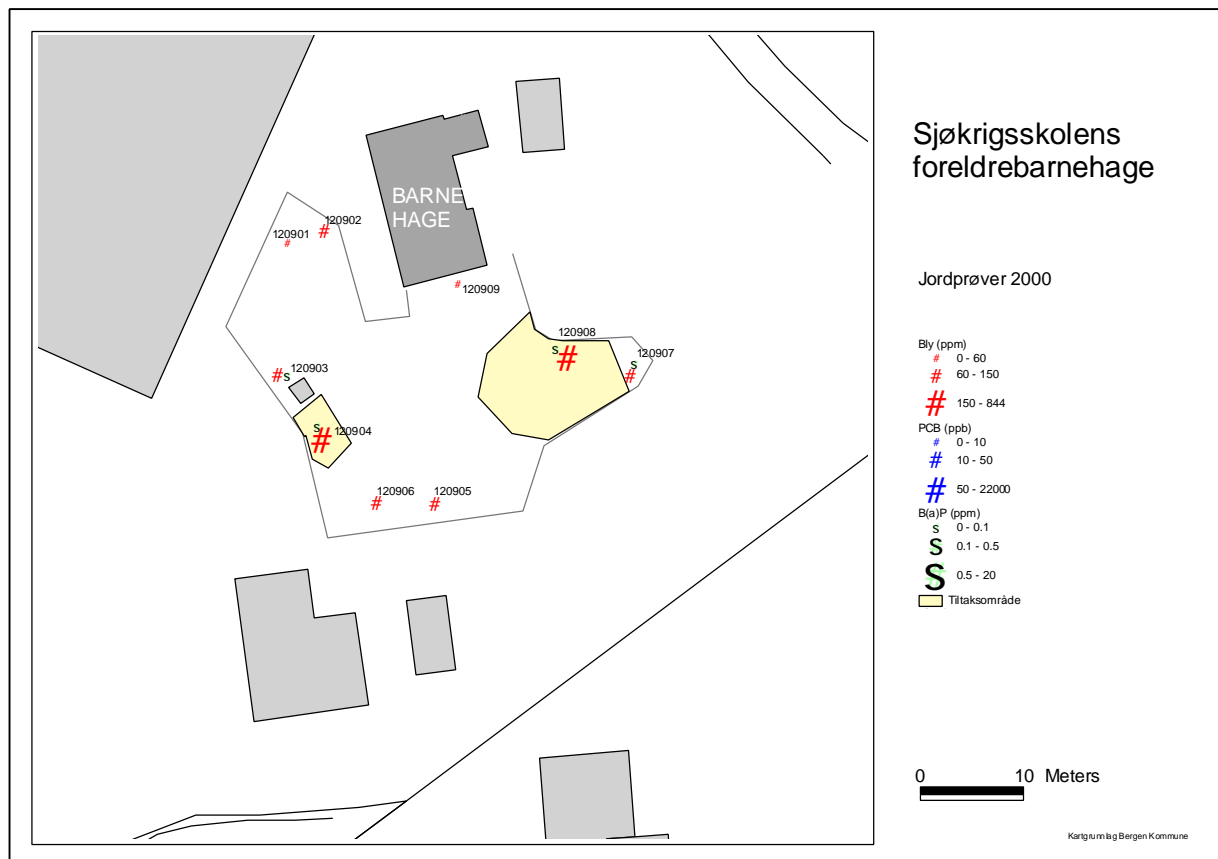 Sjøkrigsskolens
foreldrebarnehage
Jordprøver 2000
BARNE
HAGE
120902
120901
120909
120908
120907
120903
120904
120906
120905
Bly (ppm)
# 0 - 60
# 60 - 150
# 150 - 844
PCB (ppb)
# 0 - 10
# 10 - 50
# 50 - 22000
B(a)P (ppm)
s 0 - 0.1
s 0.1 - 0.5
s 0.5 - 20
Tiltaksområde
0 10 Meters
Kartgrunnlag Bergen Kommune